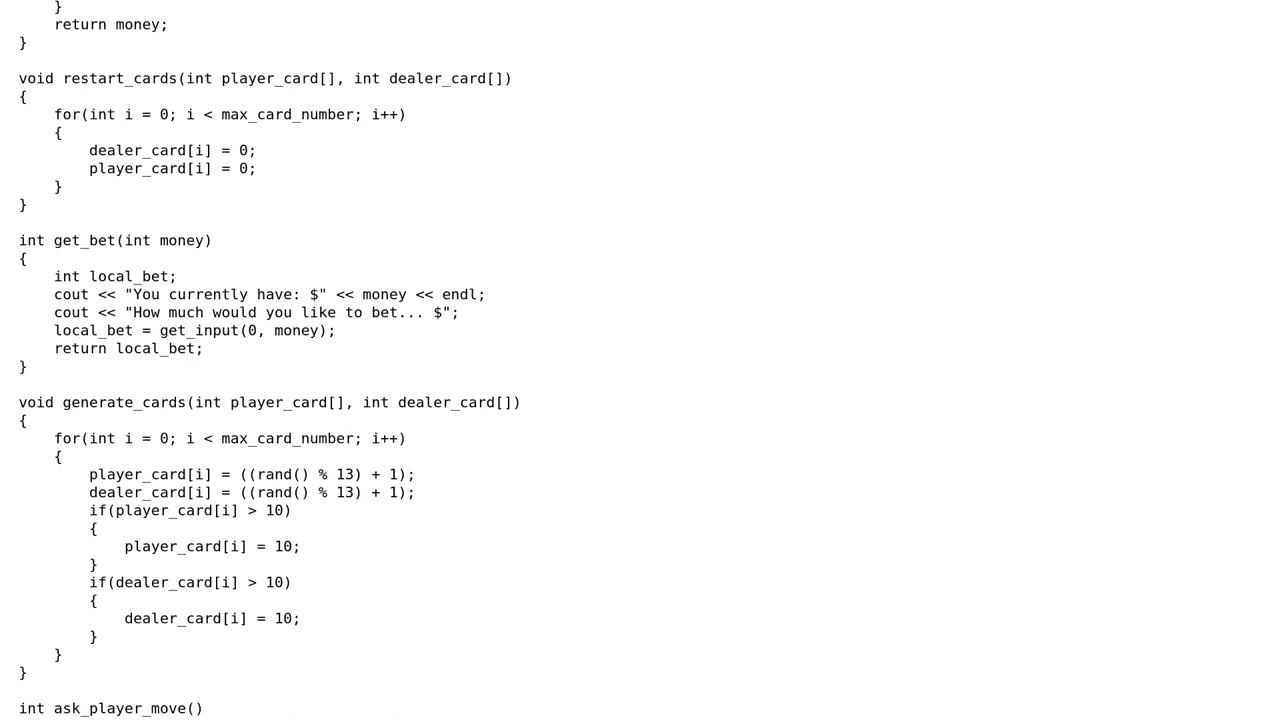 }
    return money;
}

void restart_cards(int player_card[], int dealer_card[])
{
    for(int i = 0; i < max_card_number; i++)
    {
        dealer_card[i] = 0;
        player_card[i] = 0;
    }
}

int get_bet(int money)
{
    int local_bet;
    cout << "You currently have: $" << money << endl;
    cout << "How much would you like to bet... $";
    local_bet = get_input(0, money);
    return local_bet;
}

void generate_cards(int player_card[], int dealer_card[])
{
    for(int i = 0; i < max_card_number; i++)
    {
        player_card[i] = ((rand() % 13) + 1);
        dealer_card[i] = ((rand() % 13) + 1);
        if(player_card[i] > 10)
        {
            player_card[i] = 10;
        }
        if(dealer_card[i] > 10)
        {
            dealer_card[i] = 10;
        }
    }
}

int ask_player_move()